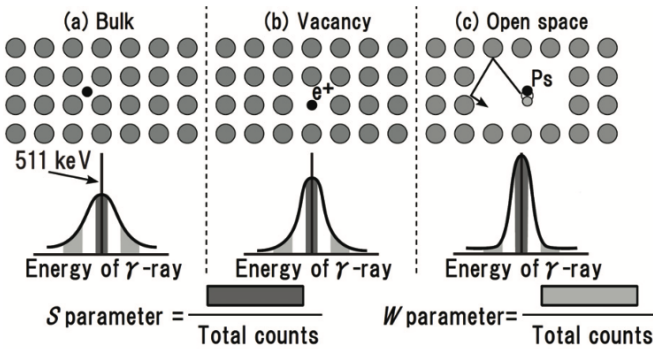 (a) Bulk
(b) Vacancy
(c) Open space
e+
Ps
511 keV
Energy of γ-ray
Energy of γ-ray
Energy of γ-ray
S parameter =
Total counts
W parameter=
Total counts